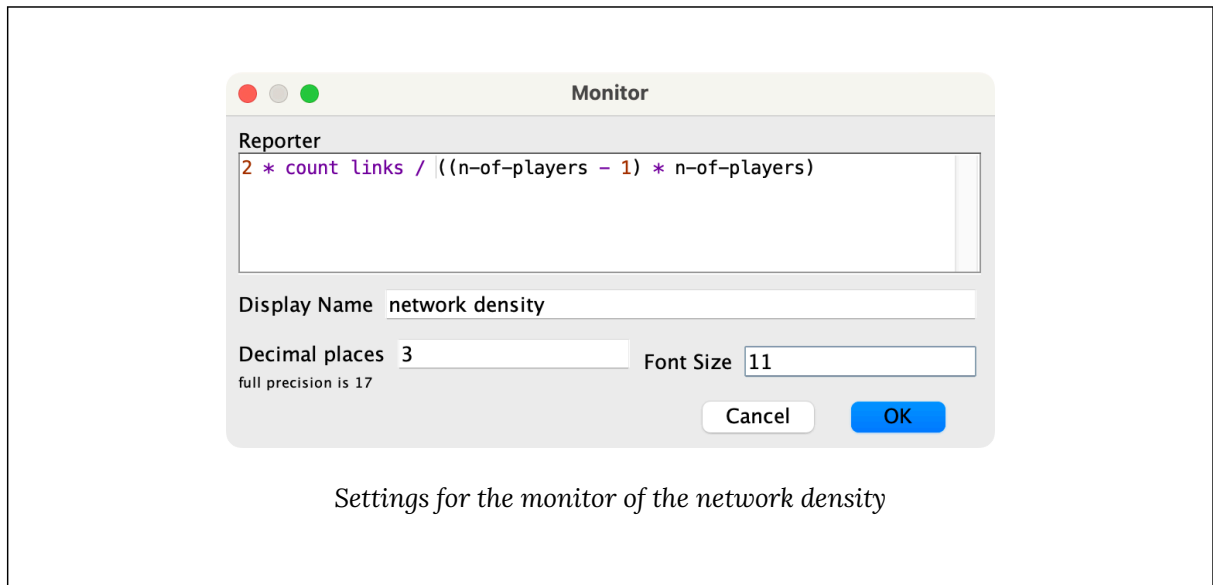 Monitor
Reporter
2 * count links / ((n-of-players - 1) * n-of-players)
Display Name network density
Decimal places 3
Font Size 11
full precision is 17
Cancel OK
Settings for the monitor of the network density